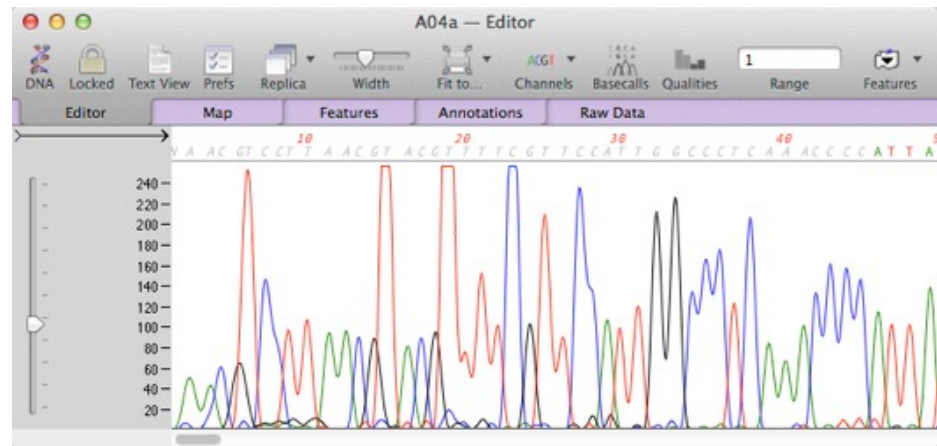 A04a — Editor
1
DNA Locked Text View Prefs Replica Width Fit to... ACGT Channels Basecalls Qualities Range Features
Editor Map Features Annotations Raw Data
10 20 30 40
N A A C G T C C T T A A C G T A C G T T T T C G T T C C A T T G G C C C T C A A A C C C C A T T A
240
220
200
180
160
140
120
100
80
60
40
20